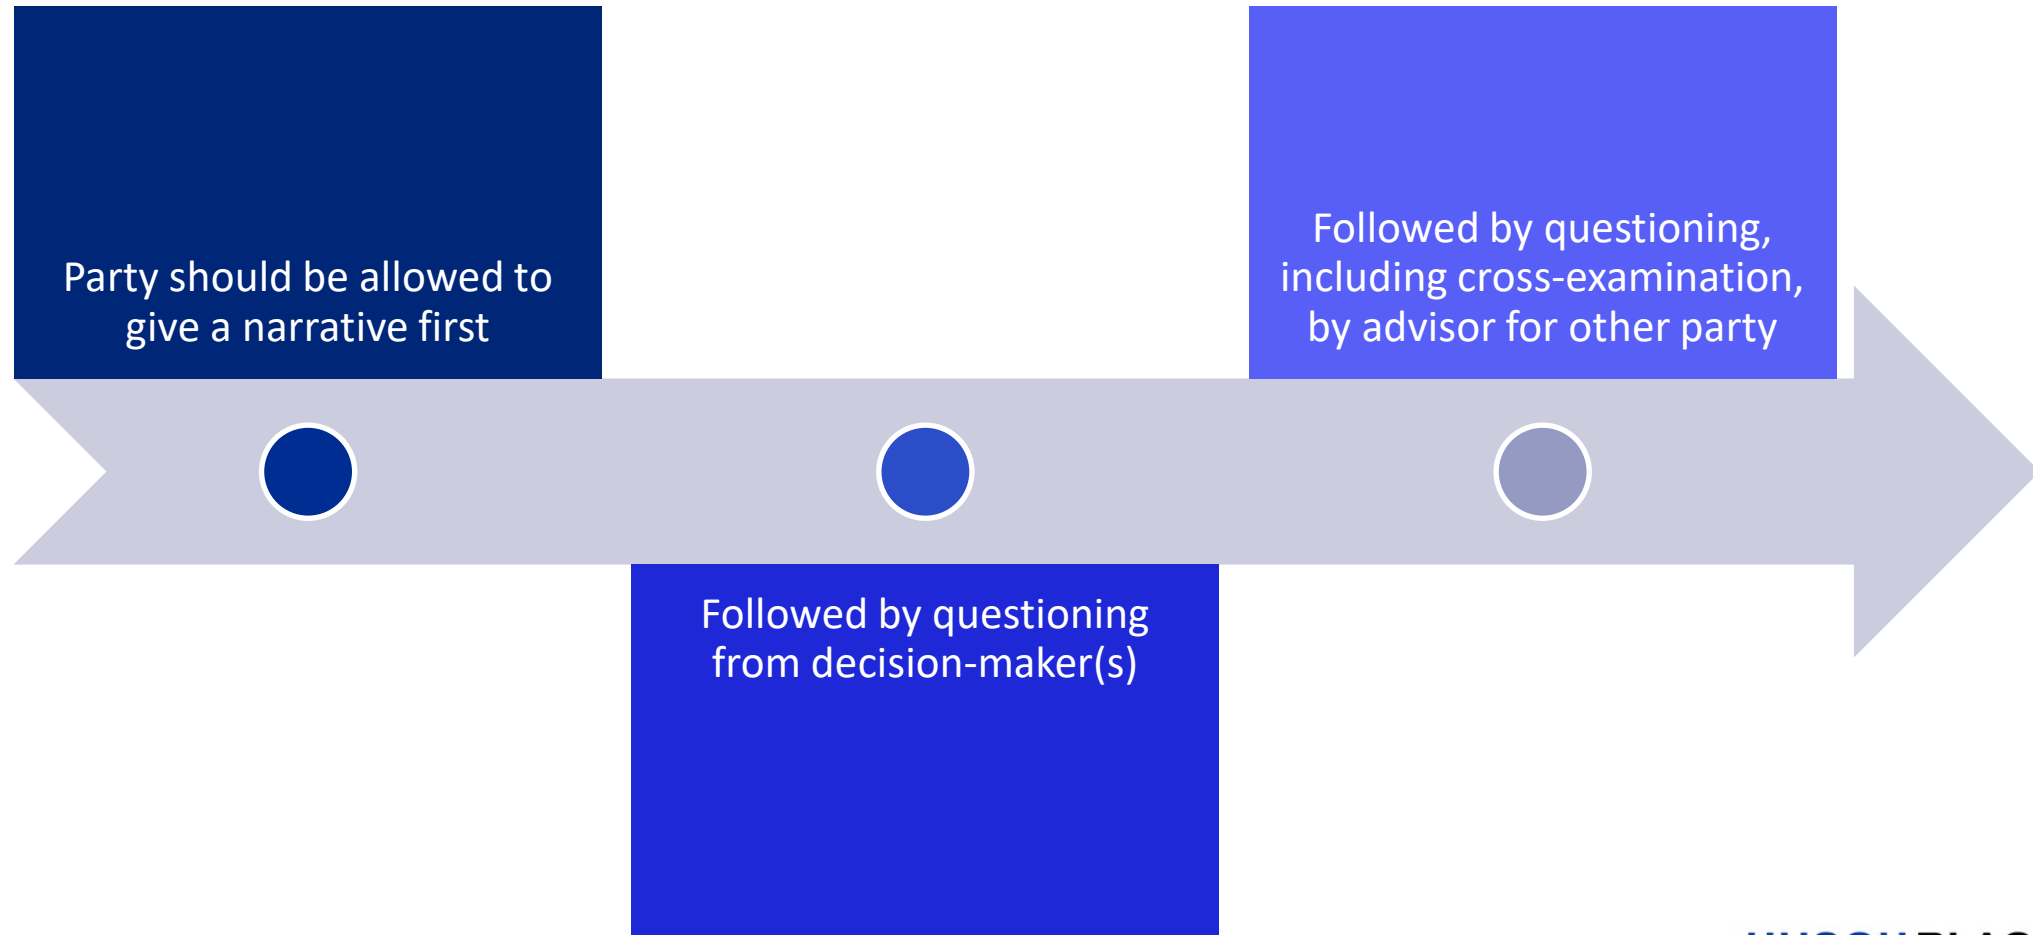 Party should be allowed to
give a narrative first
Followed by questioning
from decision-maker(s)
Followed by questioning,
including cross-examination,
by advisor for other party